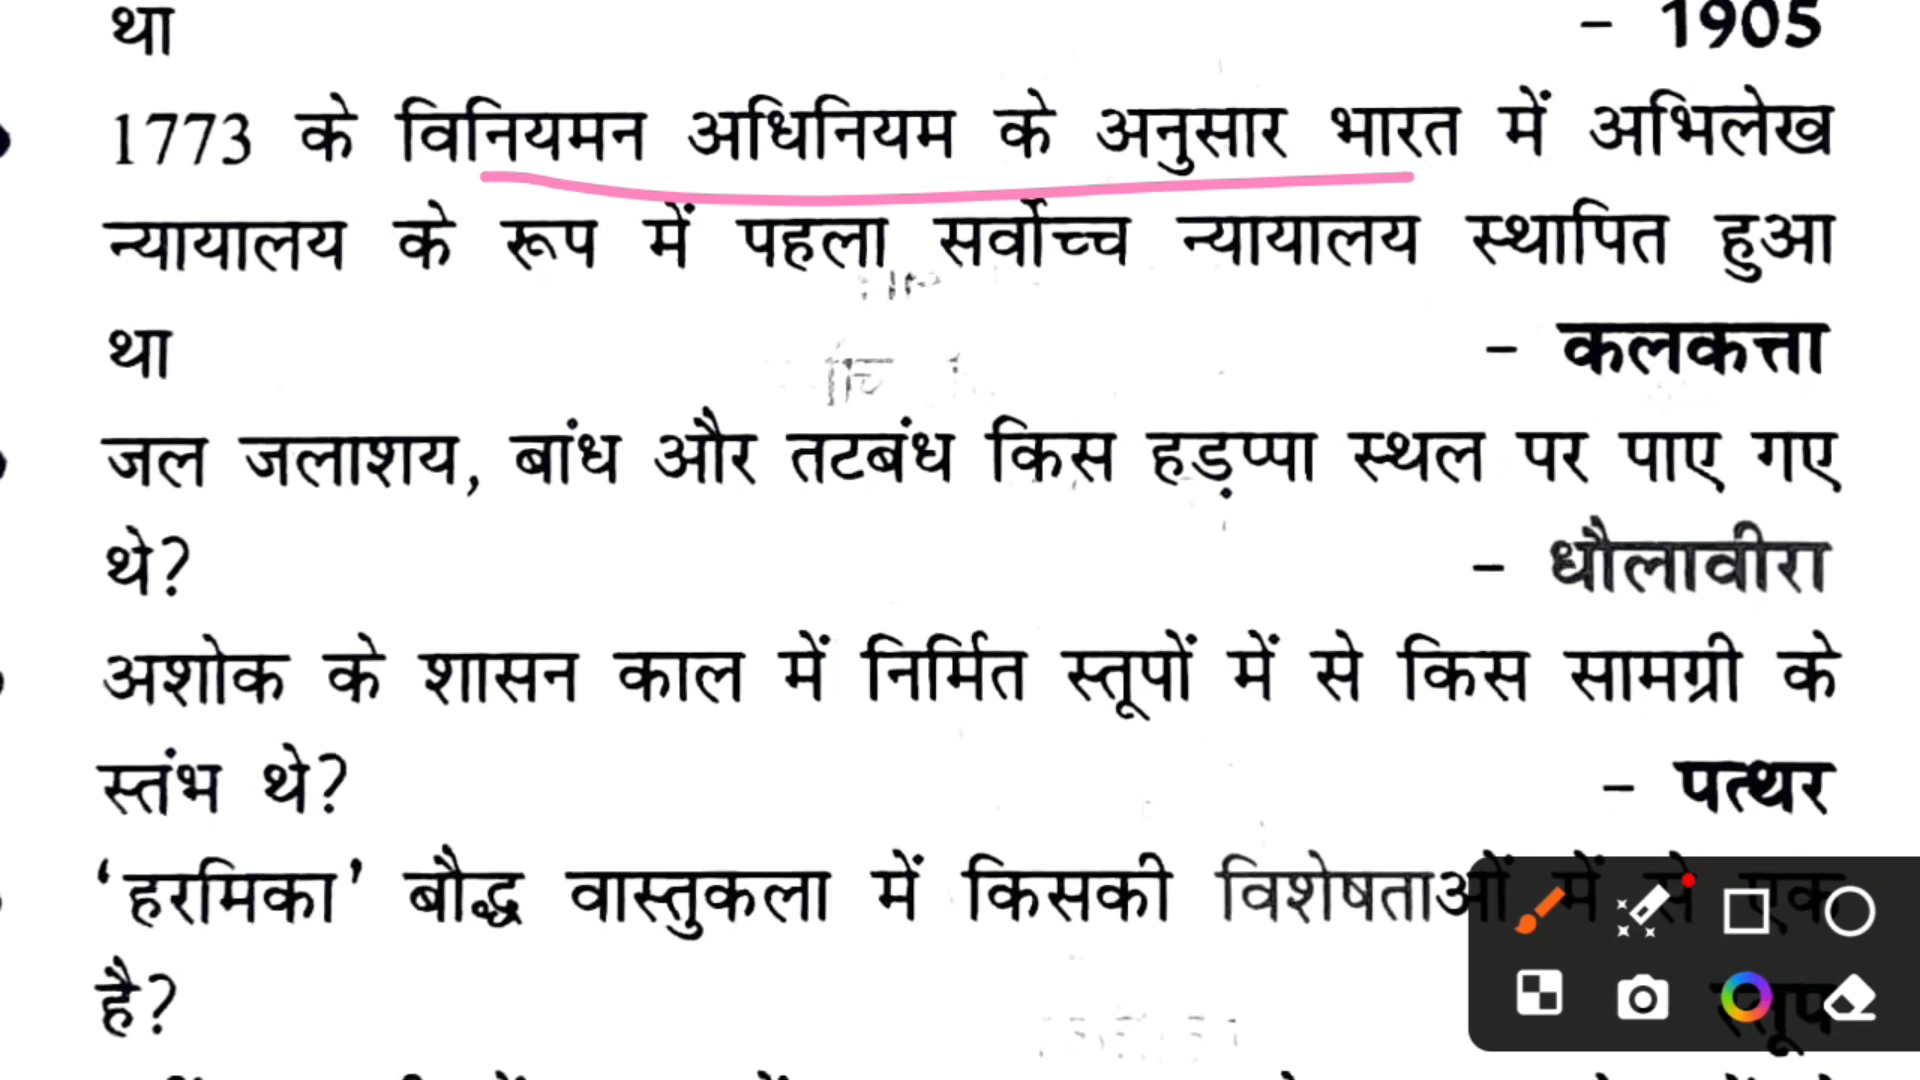 था – 1905
1773 के विनियमन अधिनियम के अनुसार भारत में अभिलेख
न्यायालय के रूप में पहला सर्वोच्च न्यायालय स्थापित हुआ
था – कलकत्ता
जल जलाशय, बांध और तटबंध किस हड़प्पा स्थल पर पाए गए
थे? – धौलावीरा
अशोक के शासन काल में निर्मित स्तूपों में से किस सामग्री के
स्तंभ थे? – पत्थर
‘हरमिका’ बौद्ध वास्तुकला में किसकी विशेषताओं में से एक
है? स्तूप